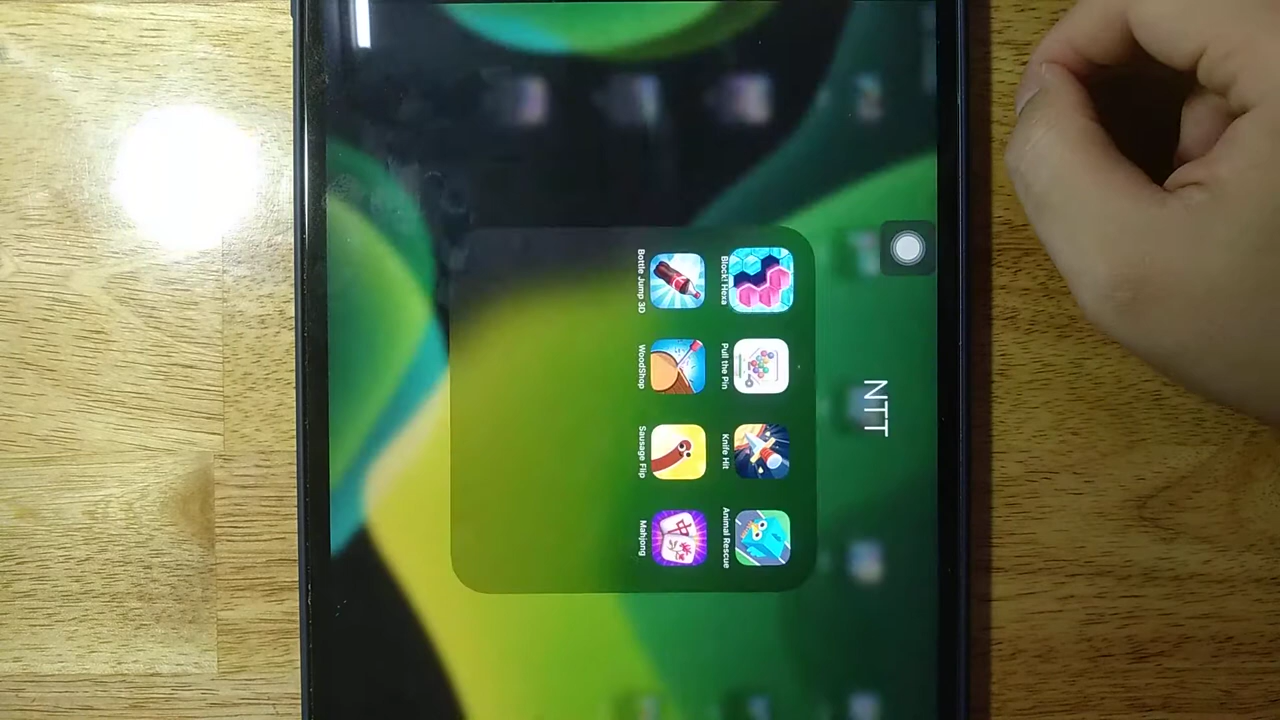 NTT
Block! Hexa
Pull the Pin
Knife Hit
Animal Rescue
Bottle Jump 3D
WoodShop
Sausage Flip
Mahjong